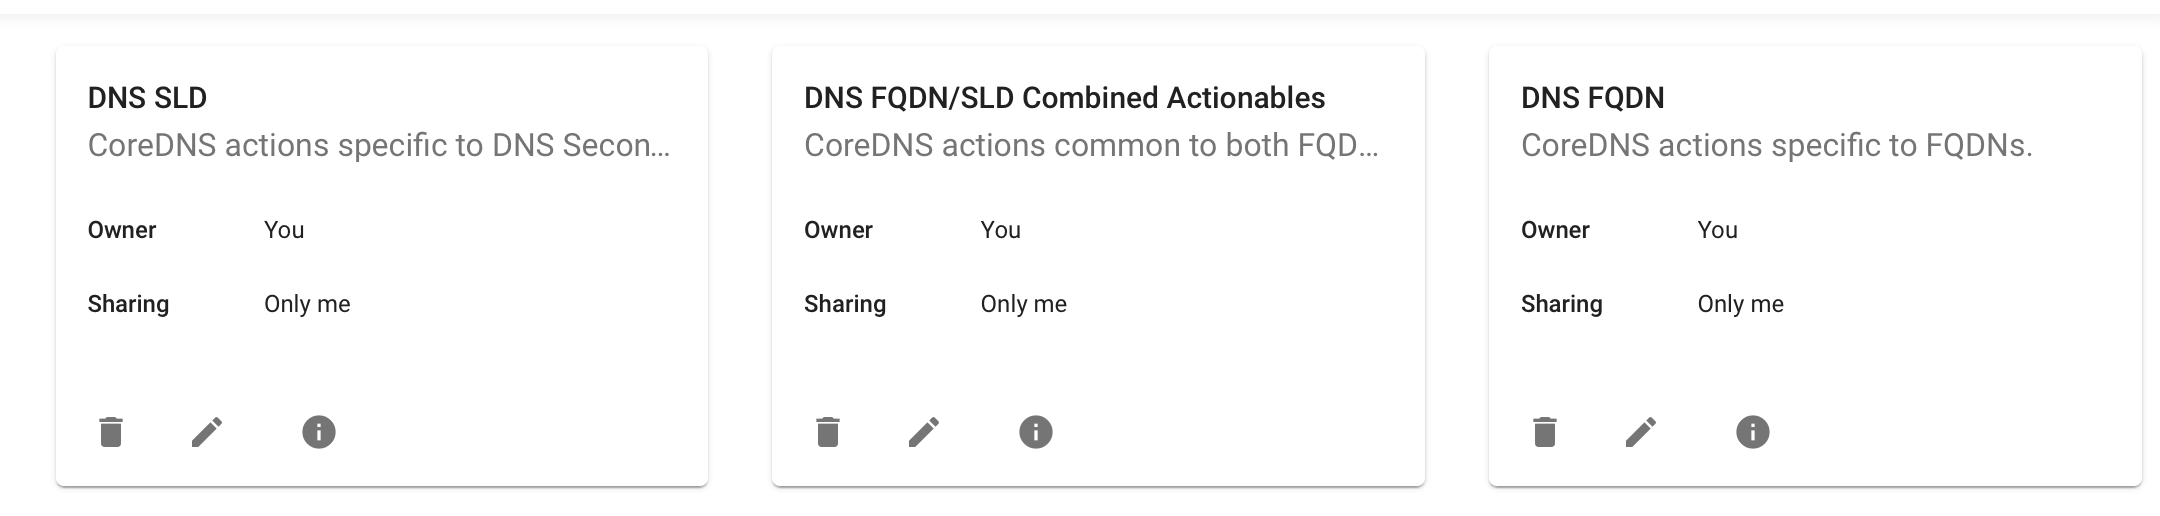 DNS SLD
CoreDNS actions specific to DNS Secon...
Owner You
Sharing Only me
DNS FQDN/SLD Combined Actionables
CoreDNS actions common to both FQD...
Owner You
Sharing Only me
DNS FQDN
CoreDNS actions specific to FQDNs.
Owner You
Sharing Only me